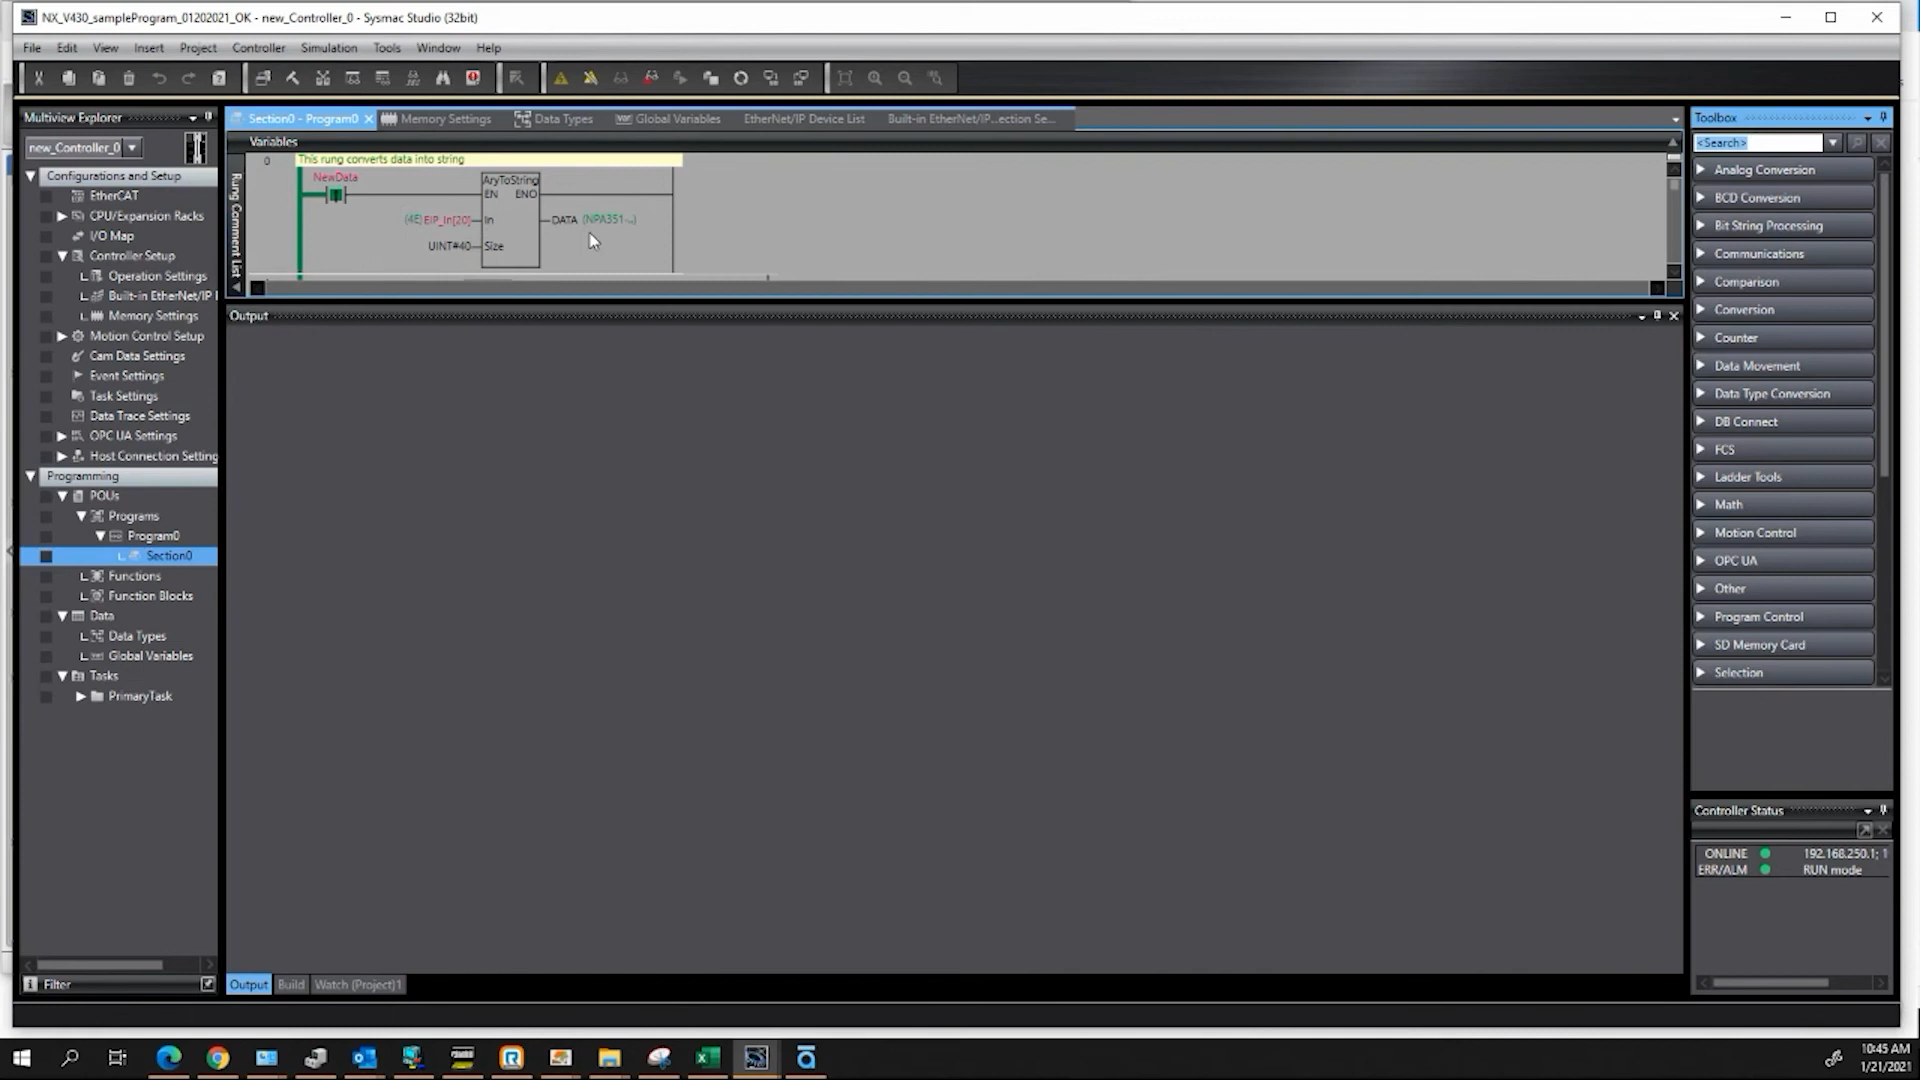 NX_V430_sampleProgram_01202021_OK - new_Controller_0 - Sysmac Studio (32bit)
File Edit View Insert Project Controller Simulation Tools Window Help
Multiview Explorer
new_Controller_0
Configurations and Setup
EtherCAT
CPU/Expansion Racks
I/O Map
Controller Setup
Operation Settings
Built-in EtherNet/IP
Memory Settings
Motion Control Setup
Cam Data Settings
Event Settings
Task Settings
Data Trace Settings
OPC UA Settings
Host Connection Setting
Programming
POUs
Programs
Program0
Section0
Functions
Function Blocks
Data
Data Types
Global Variables
Tasks
PrimaryTask
Filter
Section0 - Program0 Memory Settings Data Types Global Variables EtherNet/IP Device List Built-in EtherNet/IP...ection Se...
Variables
Rung Comment List
0 This rung converts data into string
NewData
AryToString
EN ENO
(4E) EIP_In[20] In DATA (NPA351...)
UINT#40 Size
Output
Output Build Watch (Project)1
Toolbox
<Search>
Analog Conversion
BCD Conversion
Bit String Processing
Communications
Comparison
Conversion
Counter
Data Movement
Data Type Conversion
DB Connect
FCS
Ladder Tools
Math
Motion Control
OPC UA
Other
Program Control
SD Memory Card
Selection
Controller Status
ONLINE 192.168.250.1; 1
ERR/ALM RUN mode
10:45 AM
1/21/2021